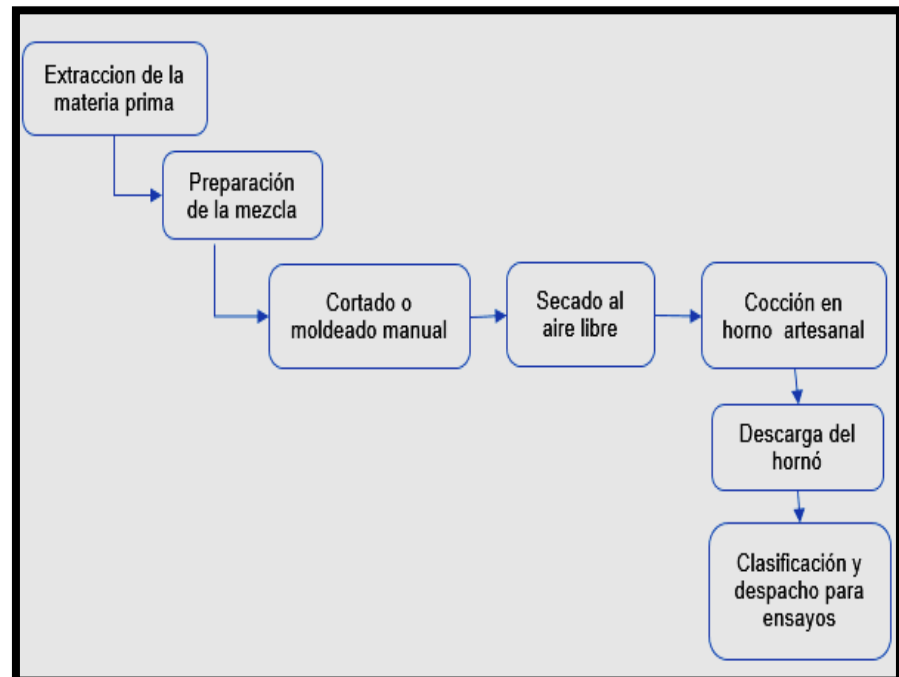 Extraccion de la
materia prima
Preparación
de la mezcla
Cortado o
moldeado manual
Secado al
aire libre
Cocción en
horno artesanal
Descarga del
hornó
Clasificación y
despacho para
ensayos